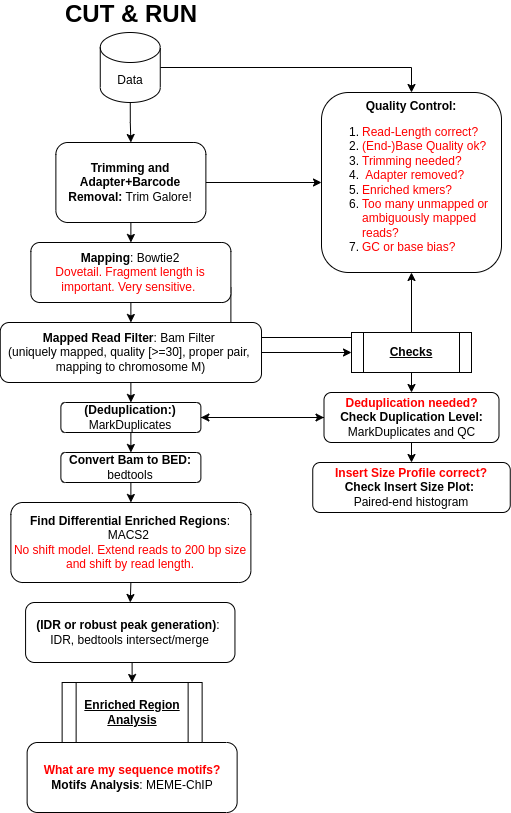 CUT & RUN
Data
Quality Control:
1. Read-Length correct?
2. (End-)Base Quality ok?
3. Trimming needed?
4. Adapter removed?
5. Enriched kmers?
6. Too many unmapped or
ambiguously mapped
reads?
7. GC or base bias?
Trimming and
Adapter+Barcode
Removal: Trim Galore!
Mapping: Bowtie2
Dovetail. Fragment length is
important. Very sensitive.
Mapped Read Filter: Bam Filter
(uniquely mapped, quality [>=30], proper pair,
mapping to chromosome M)
Checks
(Deduplication:)
MarkDuplicates
Deduplication needed?
Check Duplication Level:
MarkDuplicates and QC
Convert Bam to BED:
bedtools
Insert Size Profile correct?
Check Insert Size Plot:
Paired-end histogram
Find Differential Enriched Regions:
MACS2
No shift model. Extend reads to 200 bp size
and shift by read length.
(IDR or robust peak generation):
IDR, bedtools intersect/merge
Enriched Region
Analysis
What are my sequence motifs?
Motifs Analysis: MEME-ChIP